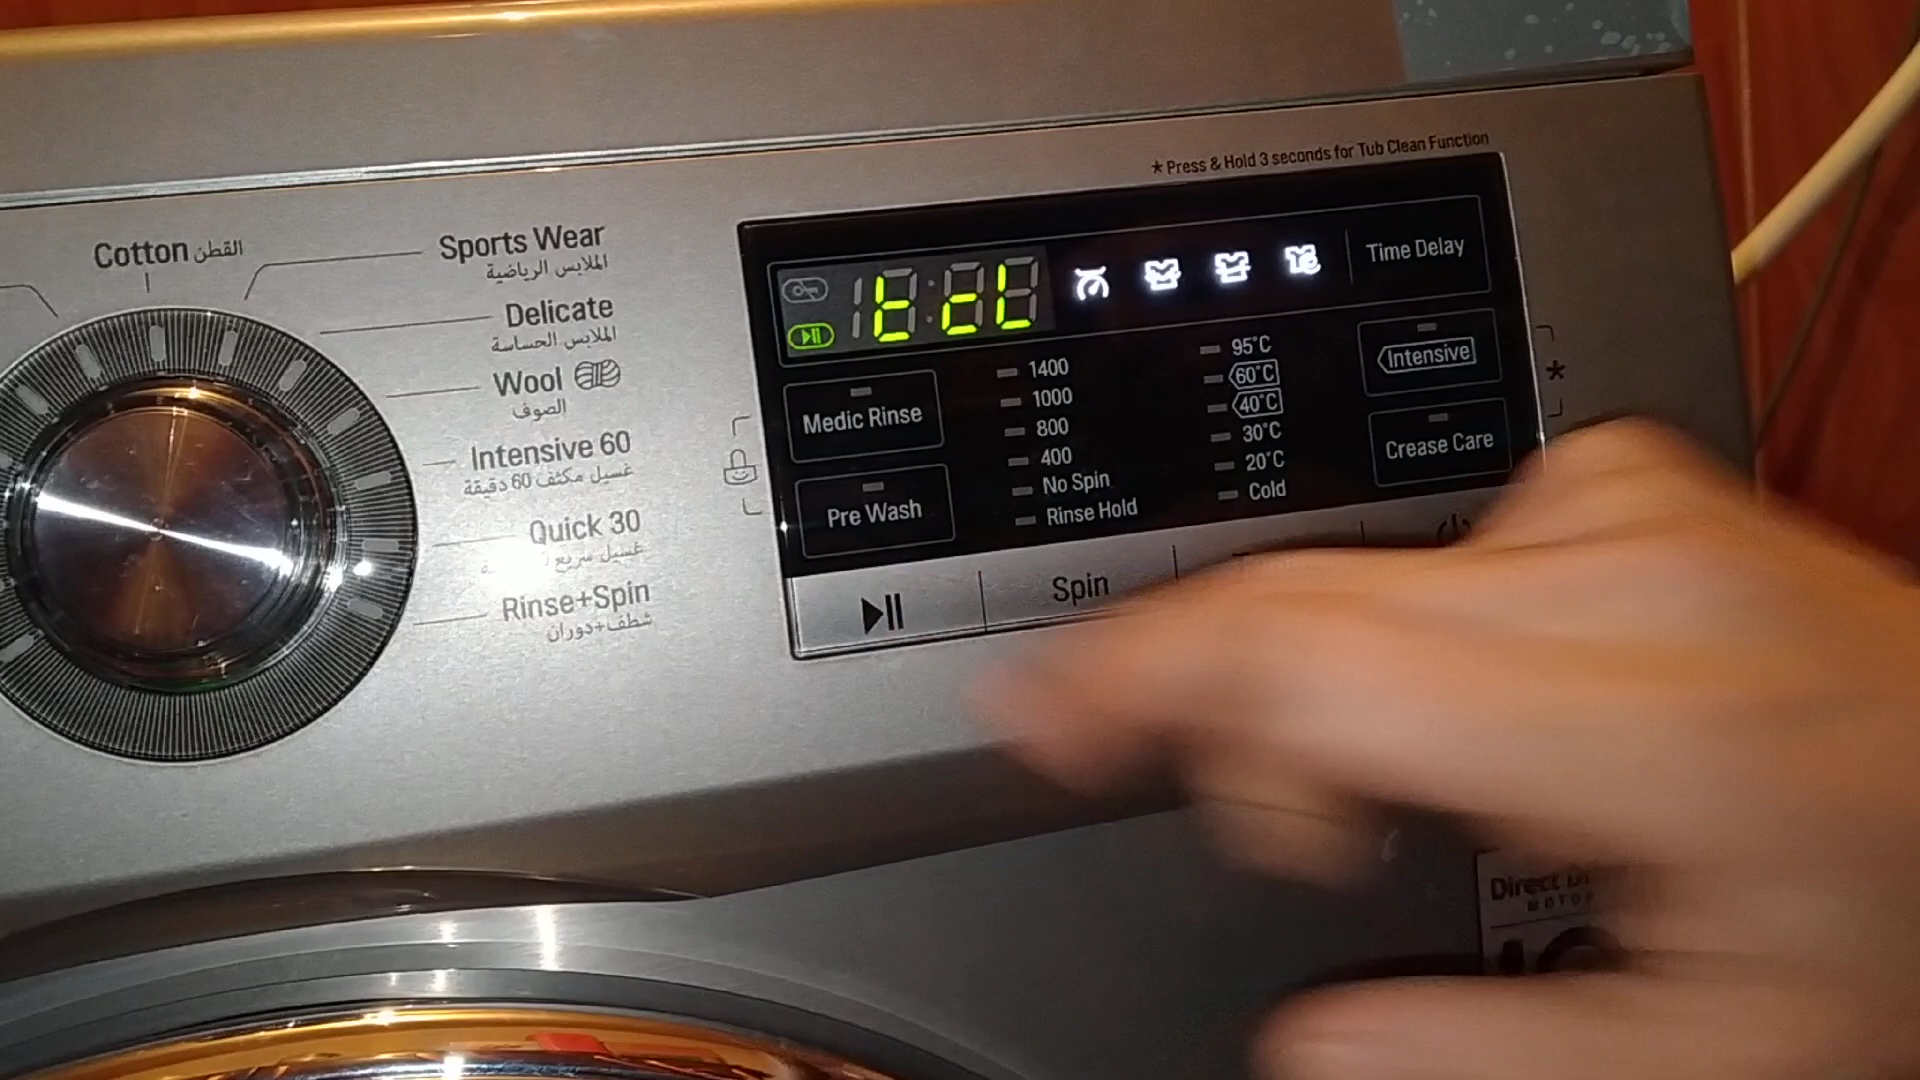 * Press & Hold 3 seconds for Tub Clean Function
Cotton القطن
Sports Wear
الملابس الرياضية
Delicate
الملابس الحساسة
Wool
الصوف
Intensive 60
غسيل مكثف 60 دقيقة
Quick 30
غسيل سريع
Rinse+Spin
شطف+دوران
tcL
Time Delay
Medic Rinse
Pre Wash
1400
1000
800
400
No Spin
Rinse Hold
95°C
60°C
40°C
30°C
20°C
Cold
Intensive
*
Crease Care
Spin
Direct